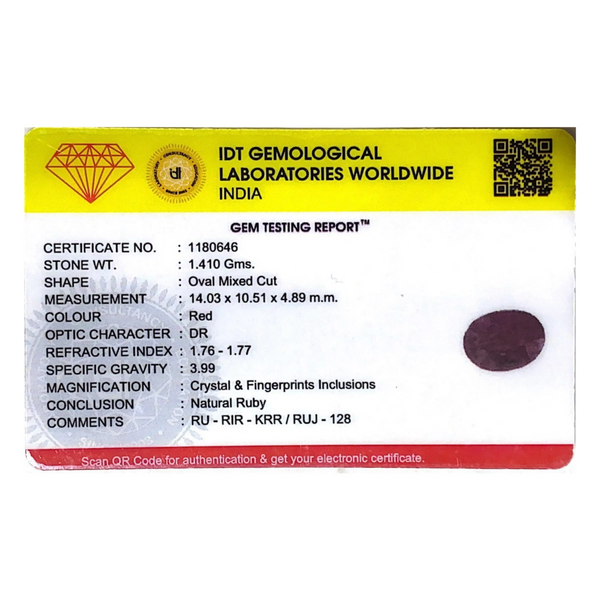 IDT GEMOLOGICAL
LABORATORIES WORLDWIDE
INDIA
GEM TESTING REPORT™
CERTIFICATE NO. : 1180646
STONE WT. : 1.410 Gms.
SHAPE : Oval Mixed Cut
MEASUREMENT : 14.03 x 10.51 x 4.89 m.m.
COLOUR : Red
OPTIC CHARACTER : DR
REFRACTIVE INDEX : 1.76 - 1.77
SPECIFIC GRAVITY : 3.99
MAGNIFICATION : Crystal & Fingerprints Inclusions
CONCLUSION : Natural Ruby
COMMENTS : RU - RIR - KRR / RUJ - 128
Scan QR Code for authentication & get your electronic certificate.